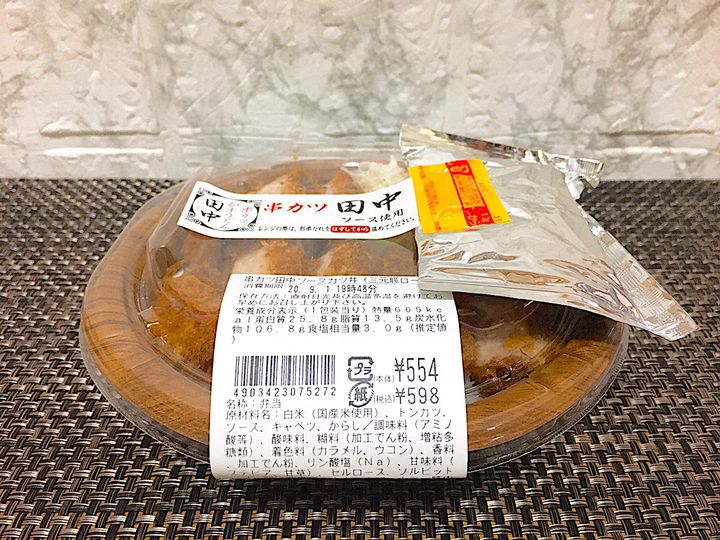 串カツ
田中
串カツ 田中
ソース使用
レンジの際は、別添たれをはずしてから温めてください。
串カツ田中ソースカツ丼(三元豚ロー
消費期限 20. 9. 1 19時48分
保存方法:直射日光及び高温多湿を避けてお
早めにお召し上がり下さい。
栄養成分表示(1包装当り)熱量665kc
al蛋白質25.8g脂質13.5g炭水化
物106.8g食塩相当量3.0g(推定値
)
4903423075272
プラ
紙
(本体)¥554
(税込)¥598
名称:弁当
原材料名:白米(国産米使用)、トンカツ、
ソース、キャベツ、からし/調味料(アミノ
酸等)、酸味料、糊料(加工でん粉、増粘多
糖類)、着色料(カラメル、ウコン)、香料
、加工でん粉、リン酸塩(Na)、甘味料(
、甘草)、セルロース、ソルビット